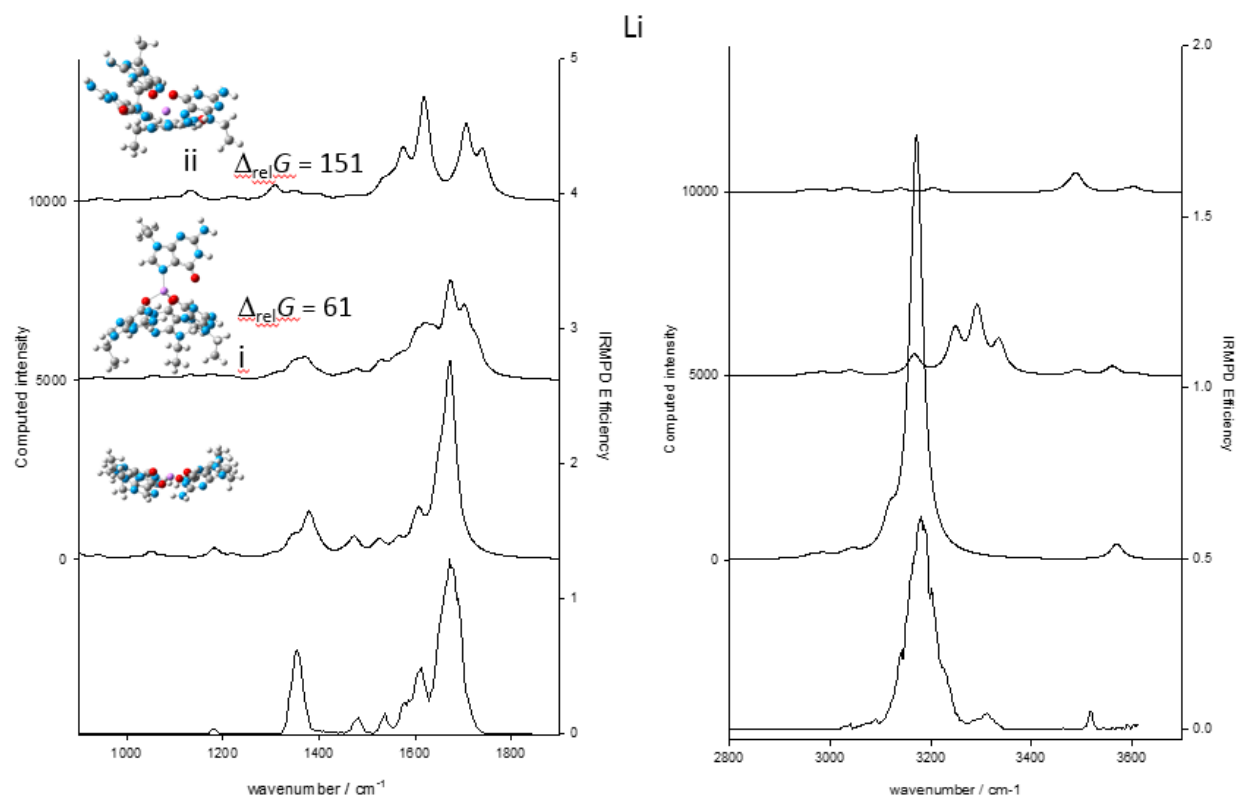 Li
5
4
3
2
1
0
10000
5000
0
Computed intensity
IRMPD Efficiency
ii
ΔrelG = 151
ΔrelG = 61
i
1000 1200 1400 1600 1800
wavenumber / cm-1
2.0
1.5
1.0
0.5
0.0
10000
5000
0
Computed intensity
IRMPD Efficiency
2800 3000 3200 3400 3600
wavenumber / cm-1